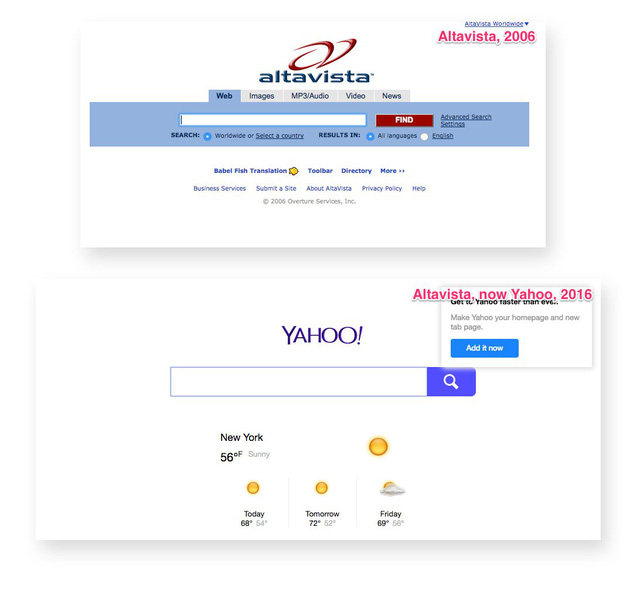 AltaVista Worldwide
Altavista, 2006
altavista
Web Images MP3/Audio Video News
FIND Advanced Search
Settings
SEARCH: Worldwide or Select a country RESULTS IN: All languages English
Babel Fish Translation Toolbar Directory More ››
Business Services Submit a Site About AltaVista Privacy Policy Help
© 2006 Overture Services, Inc.
Altavista, now Yahoo, 2016
Get to Yahoo faster than ever.
Make Yahoo your homepage and new
tab page.
Add it now
YAHOO!
New York
56°F Sunny
Today Tomorrow Friday
68° 54° 72° 52° 69° 56°